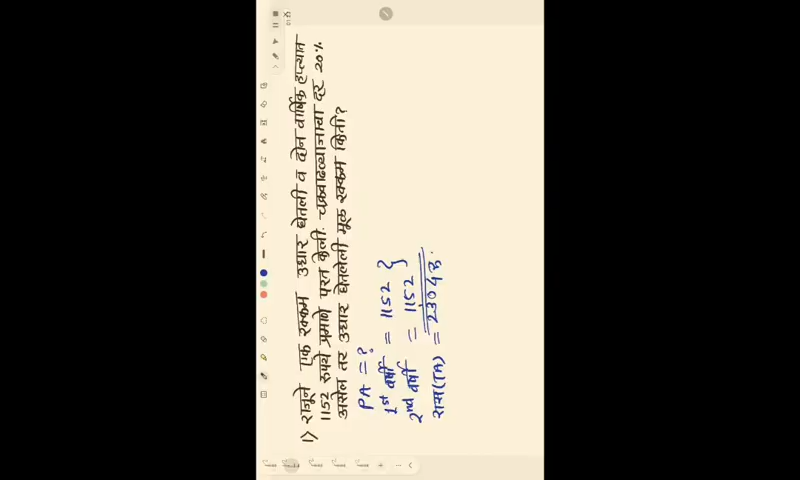 1) राजूने एक रक्कम उधार घेतली व दोन वार्षिक हप्त्यात
1152 रुपये प्रमाणे परत केली. चक्रवाढव्याजाचा दर 20%
असेल तर उधार घेतलेली मूळ रक्कम किती?
PA = ?
1st वर्षी = 1152 }
2nd वर्षी = 1152 }
रास(TA) = 2304 रु.